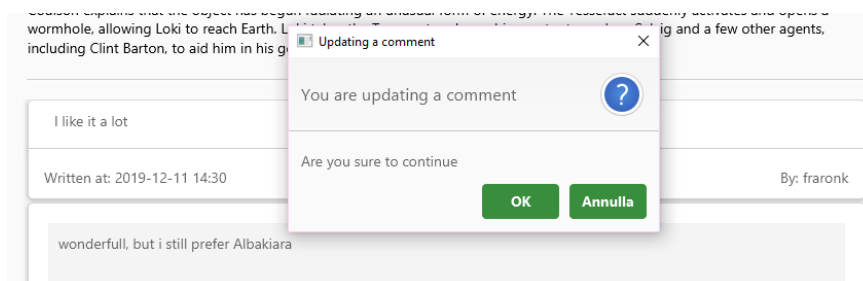 Coulson explains that the object has began radiating an unusual form of energy. The Tesseract suddenly activates and opens a
wormhole, allowing Loki to reach Earth. L ig and a few other agents,
including Clint Barton, to aid him in his g
Updating a comment
You are updating a comment
?
Are you sure to continue
OK Annulla
I like it a lot
Written at: 2019-12-11 14:30 By: fraronk
wonderfull, but i still prefer Albakiara